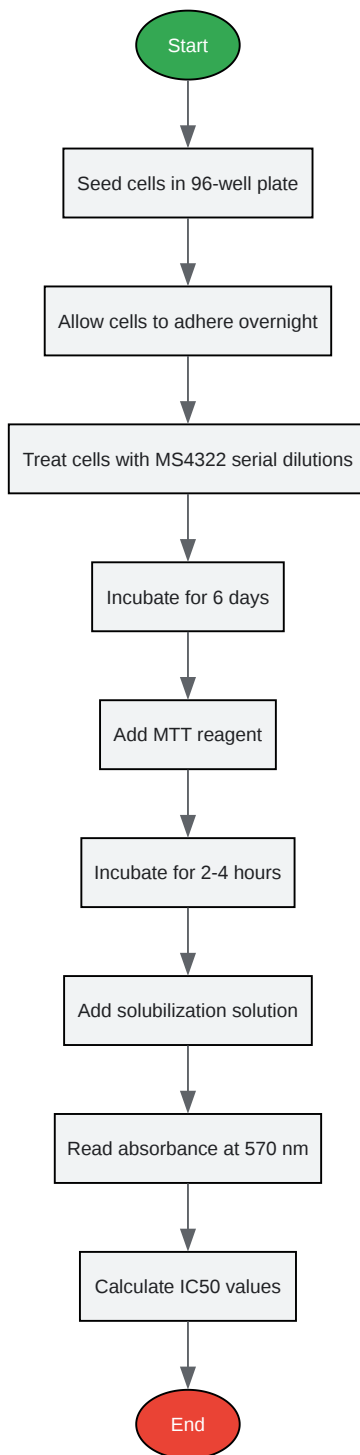 Start
Seed cells in 96-well plate
Allow cells to adhere overnight
Treat cells with MS4322 serial dilutions
Incubate for 6 days
Add MTT reagent
Incubate for 2-4 hours
Add solubilization solution
Read absorbance at 570 nm
Calculate IC50 values
End